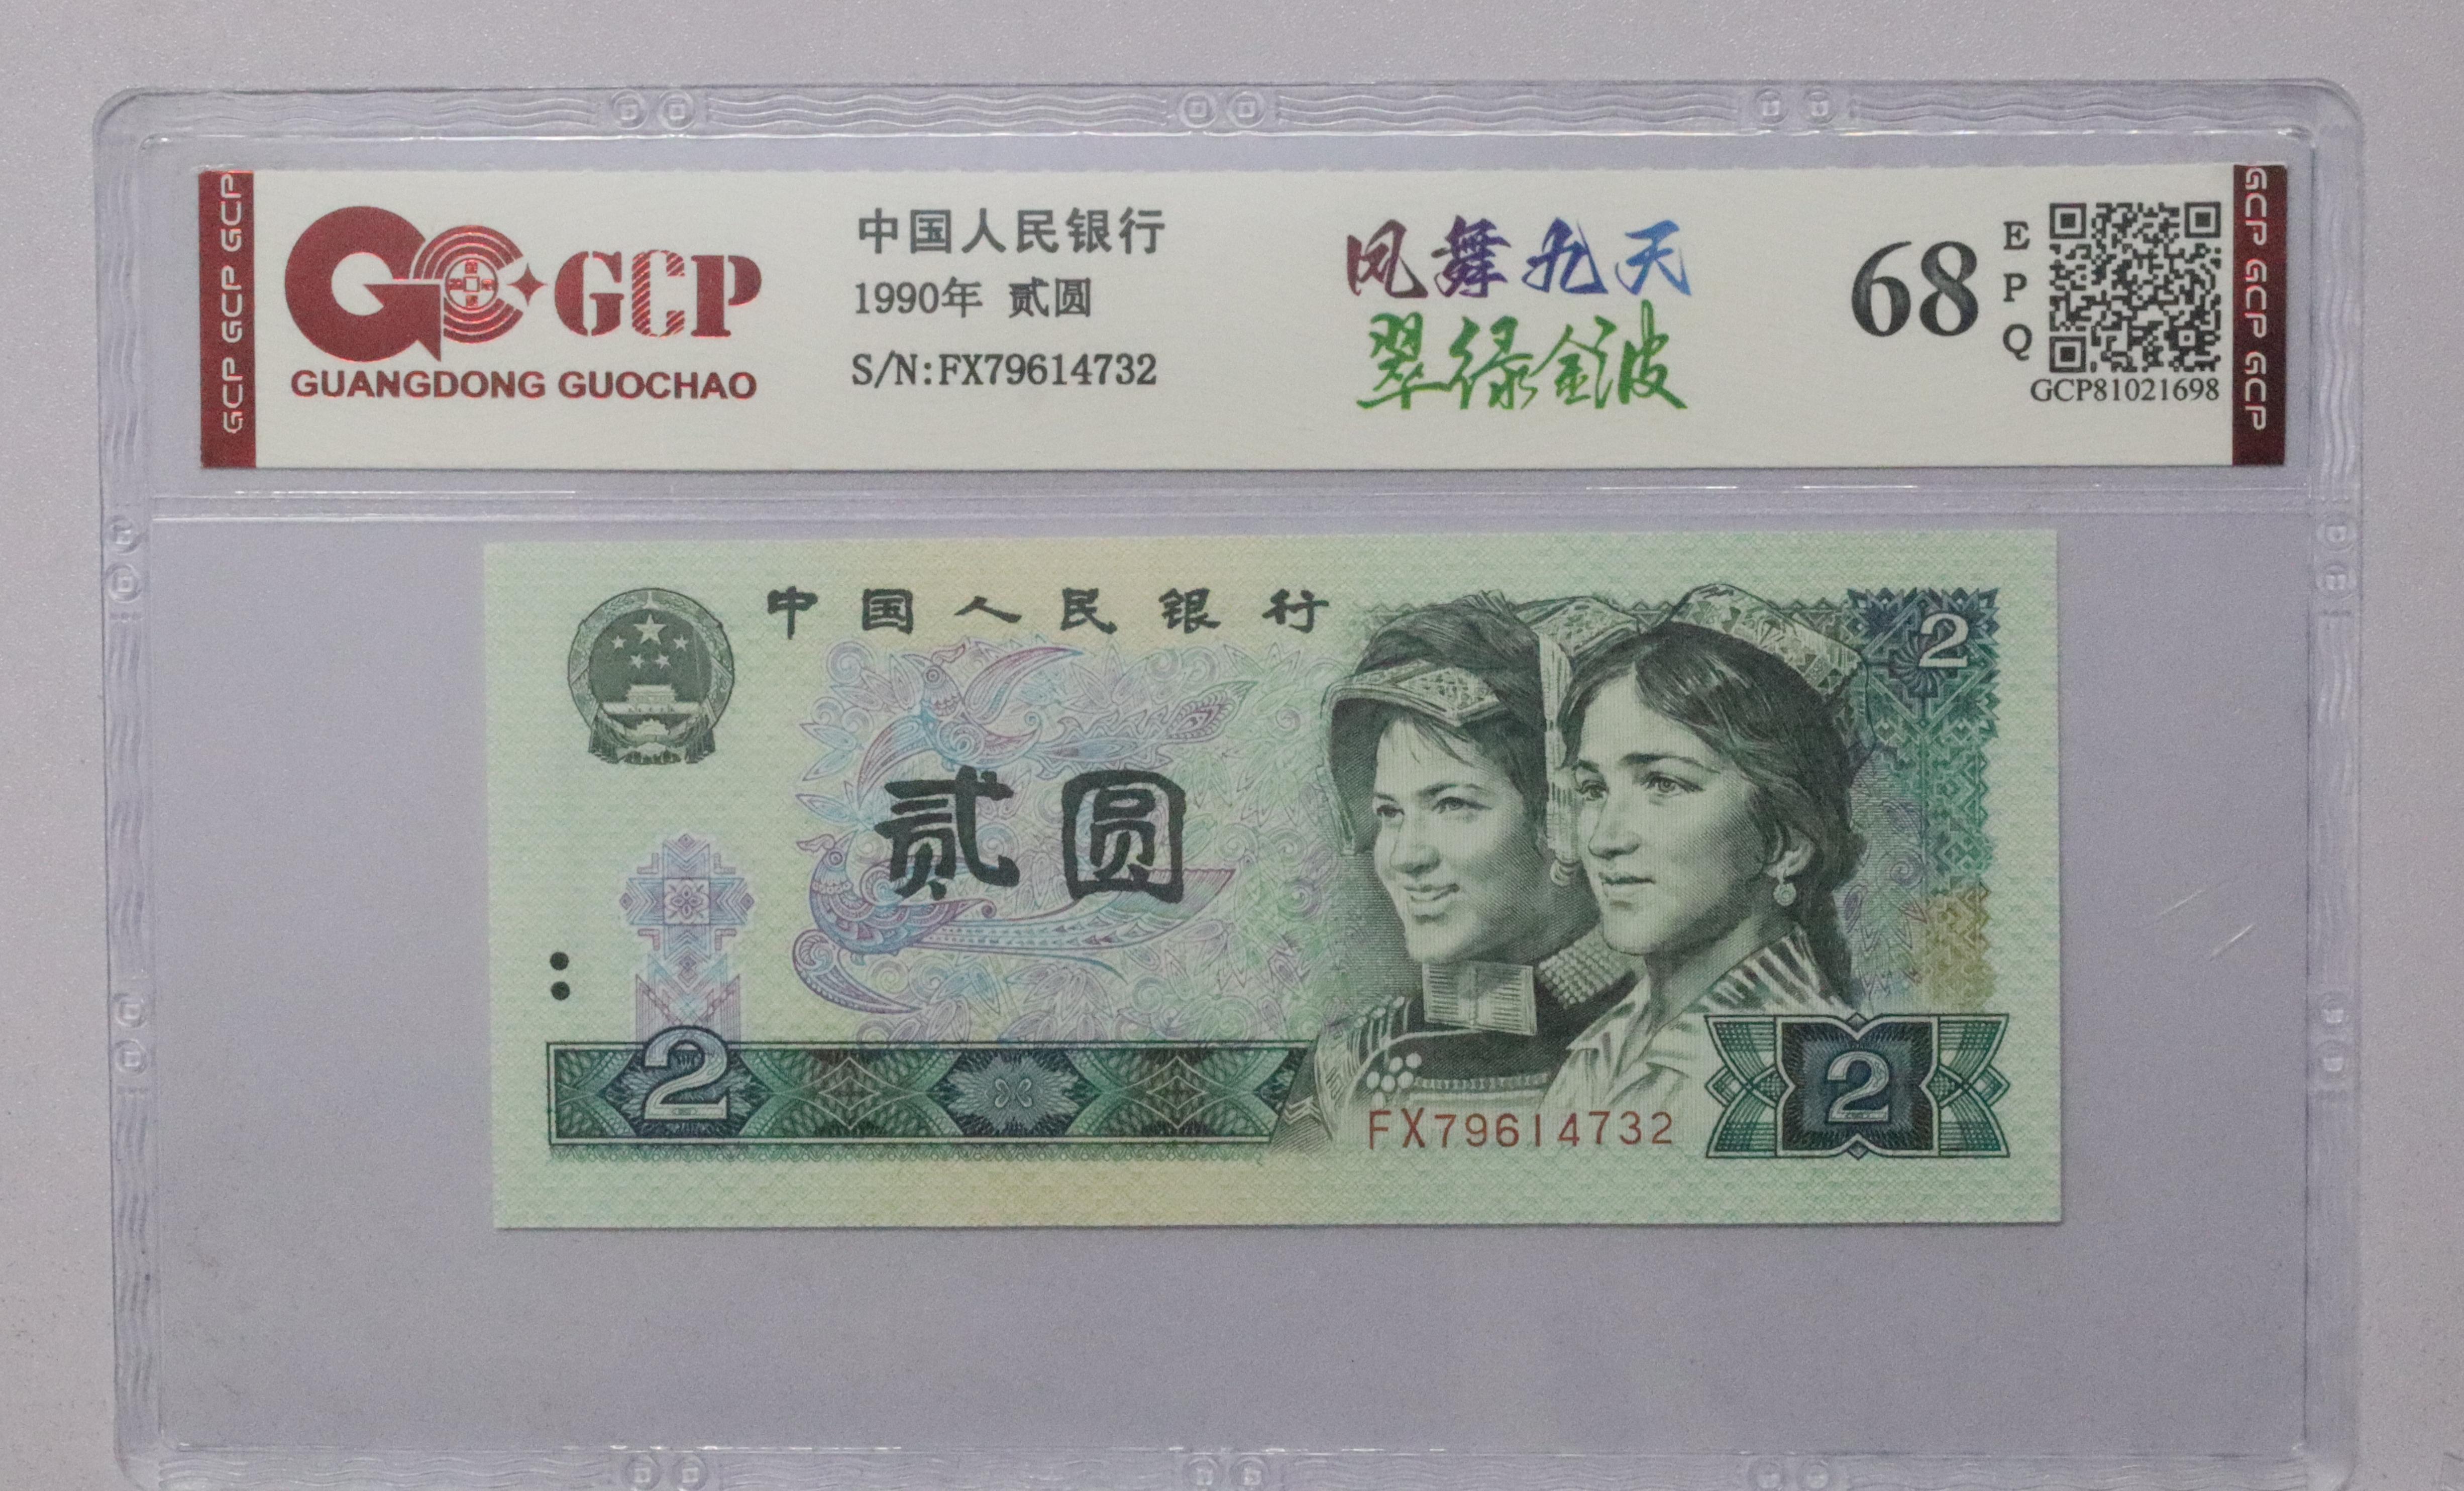 GCP GCP GCP
GCP
GUANGDONG GUOCHAO
中国人民银行
1990年 贰圆
S/N:FX79614732
凤舞九天
翠绿金波
68
E
P
Q
GCP81021698
GCP GCP GCP
中国人民银行
2
贰圆
2
FX79614732
2